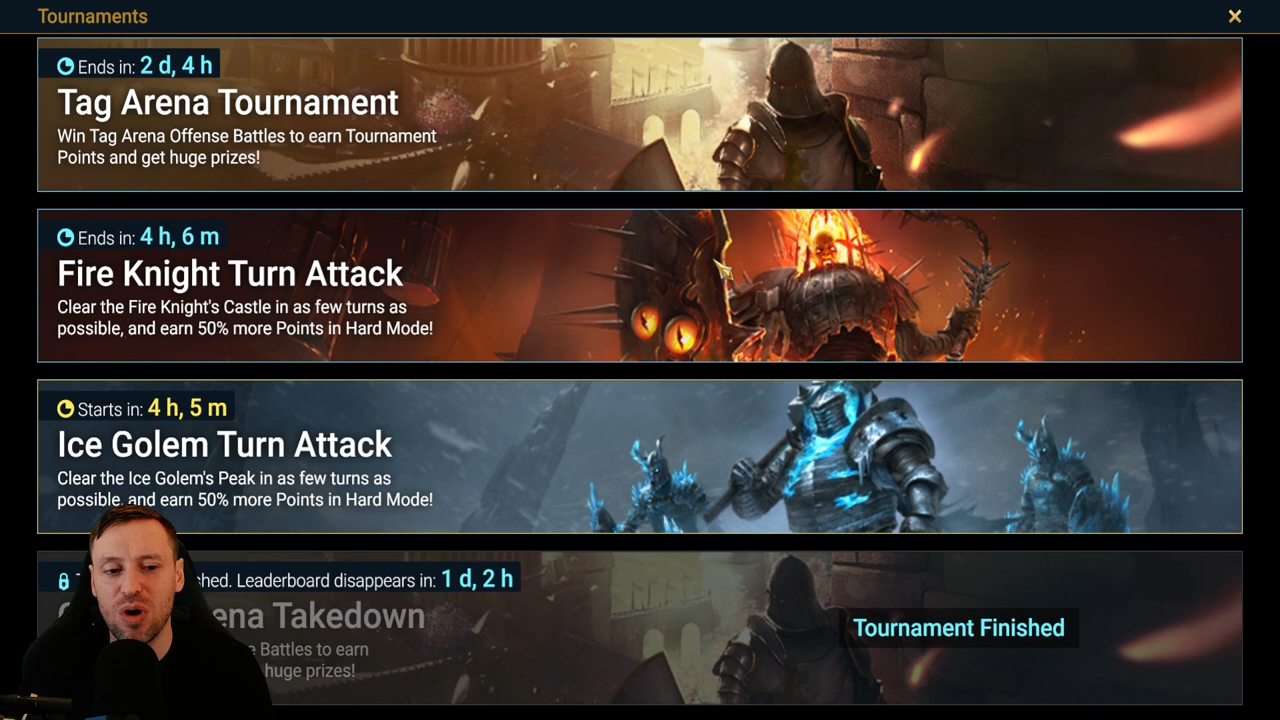 Tournaments
Ends in: 2 d, 4 h
Tag Arena Tournament
Win Tag Arena Offense Battles to earn Tournament
Points and get huge prizes!
Ends in: 4 h, 6 m
Fire Knight Turn Attack
Clear the Fire Knight's Castle in as few turns as
possible, and earn 50% more Points in Hard Mode!
Starts in: 4 h, 5 m
Ice Golem Turn Attack
Clear the Ice Golem's Peak in as few turns as
possible, and earn 50% more Points in Hard Mode!
Leaderboard disappears in: 1 d, 2 h
Takedown
Battles to earn
huge prizes!
Tournament Finished